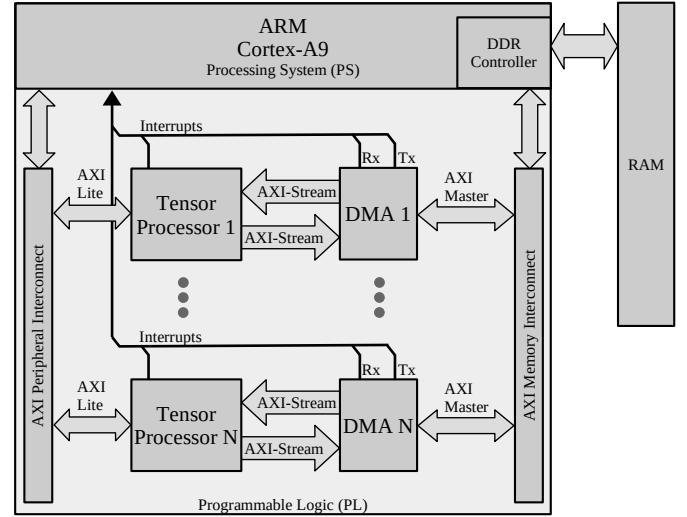 ARM
Cortex-A9
Processing System (PS)
DDR
Controller
RAM
Interrupts
Rx
Tx
AXI
Lite
Tensor
Processor 1
AXI-Stream
AXI-Stream
DMA 1
AXI
Master
AXI Peripheral Interconnect
AXI Memory Interconnect
Interrupts
Rx
Tx
AXI
Lite
Tensor
Processor N
AXI-Stream
AXI-Stream
DMA N
AXI
Master
Programmable Logic (PL)